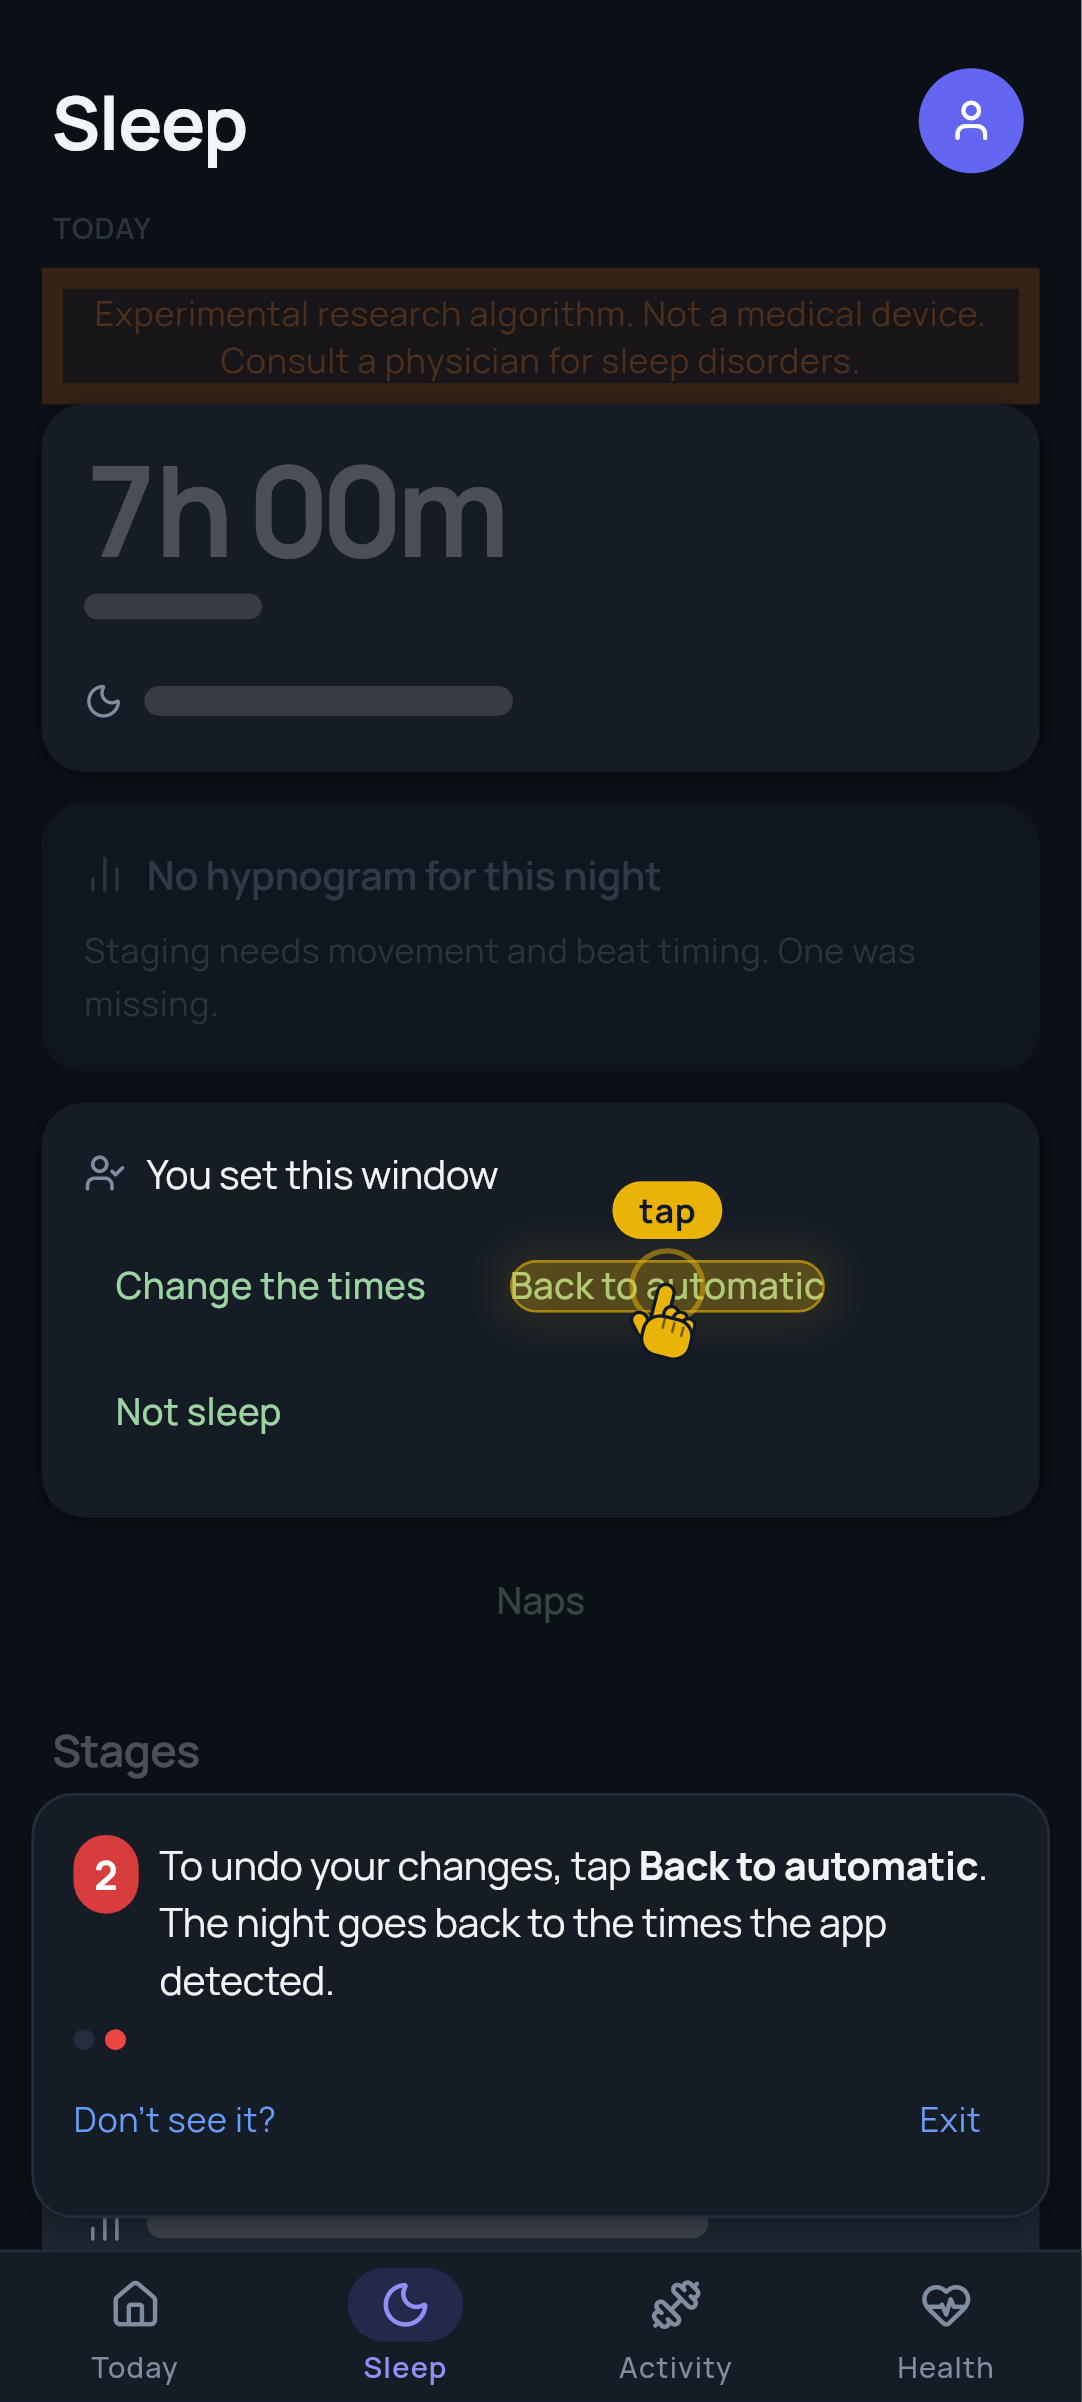 Sleep
TODAY
Experimental research algorithm. Not a medical device.
Consult a physician for sleep disorders.
7h 00m
No hypnogram for this night
Staging needs movement and beat timing. One was
missing.
You set this window
tap
Change the times
Back to automatic
Not sleep
Naps
Stages
2
To undo your changes, tap Back to automatic.
The night goes back to the times the app
detected.
Don't see it?
Exit
Today
Sleep
Activity
Health